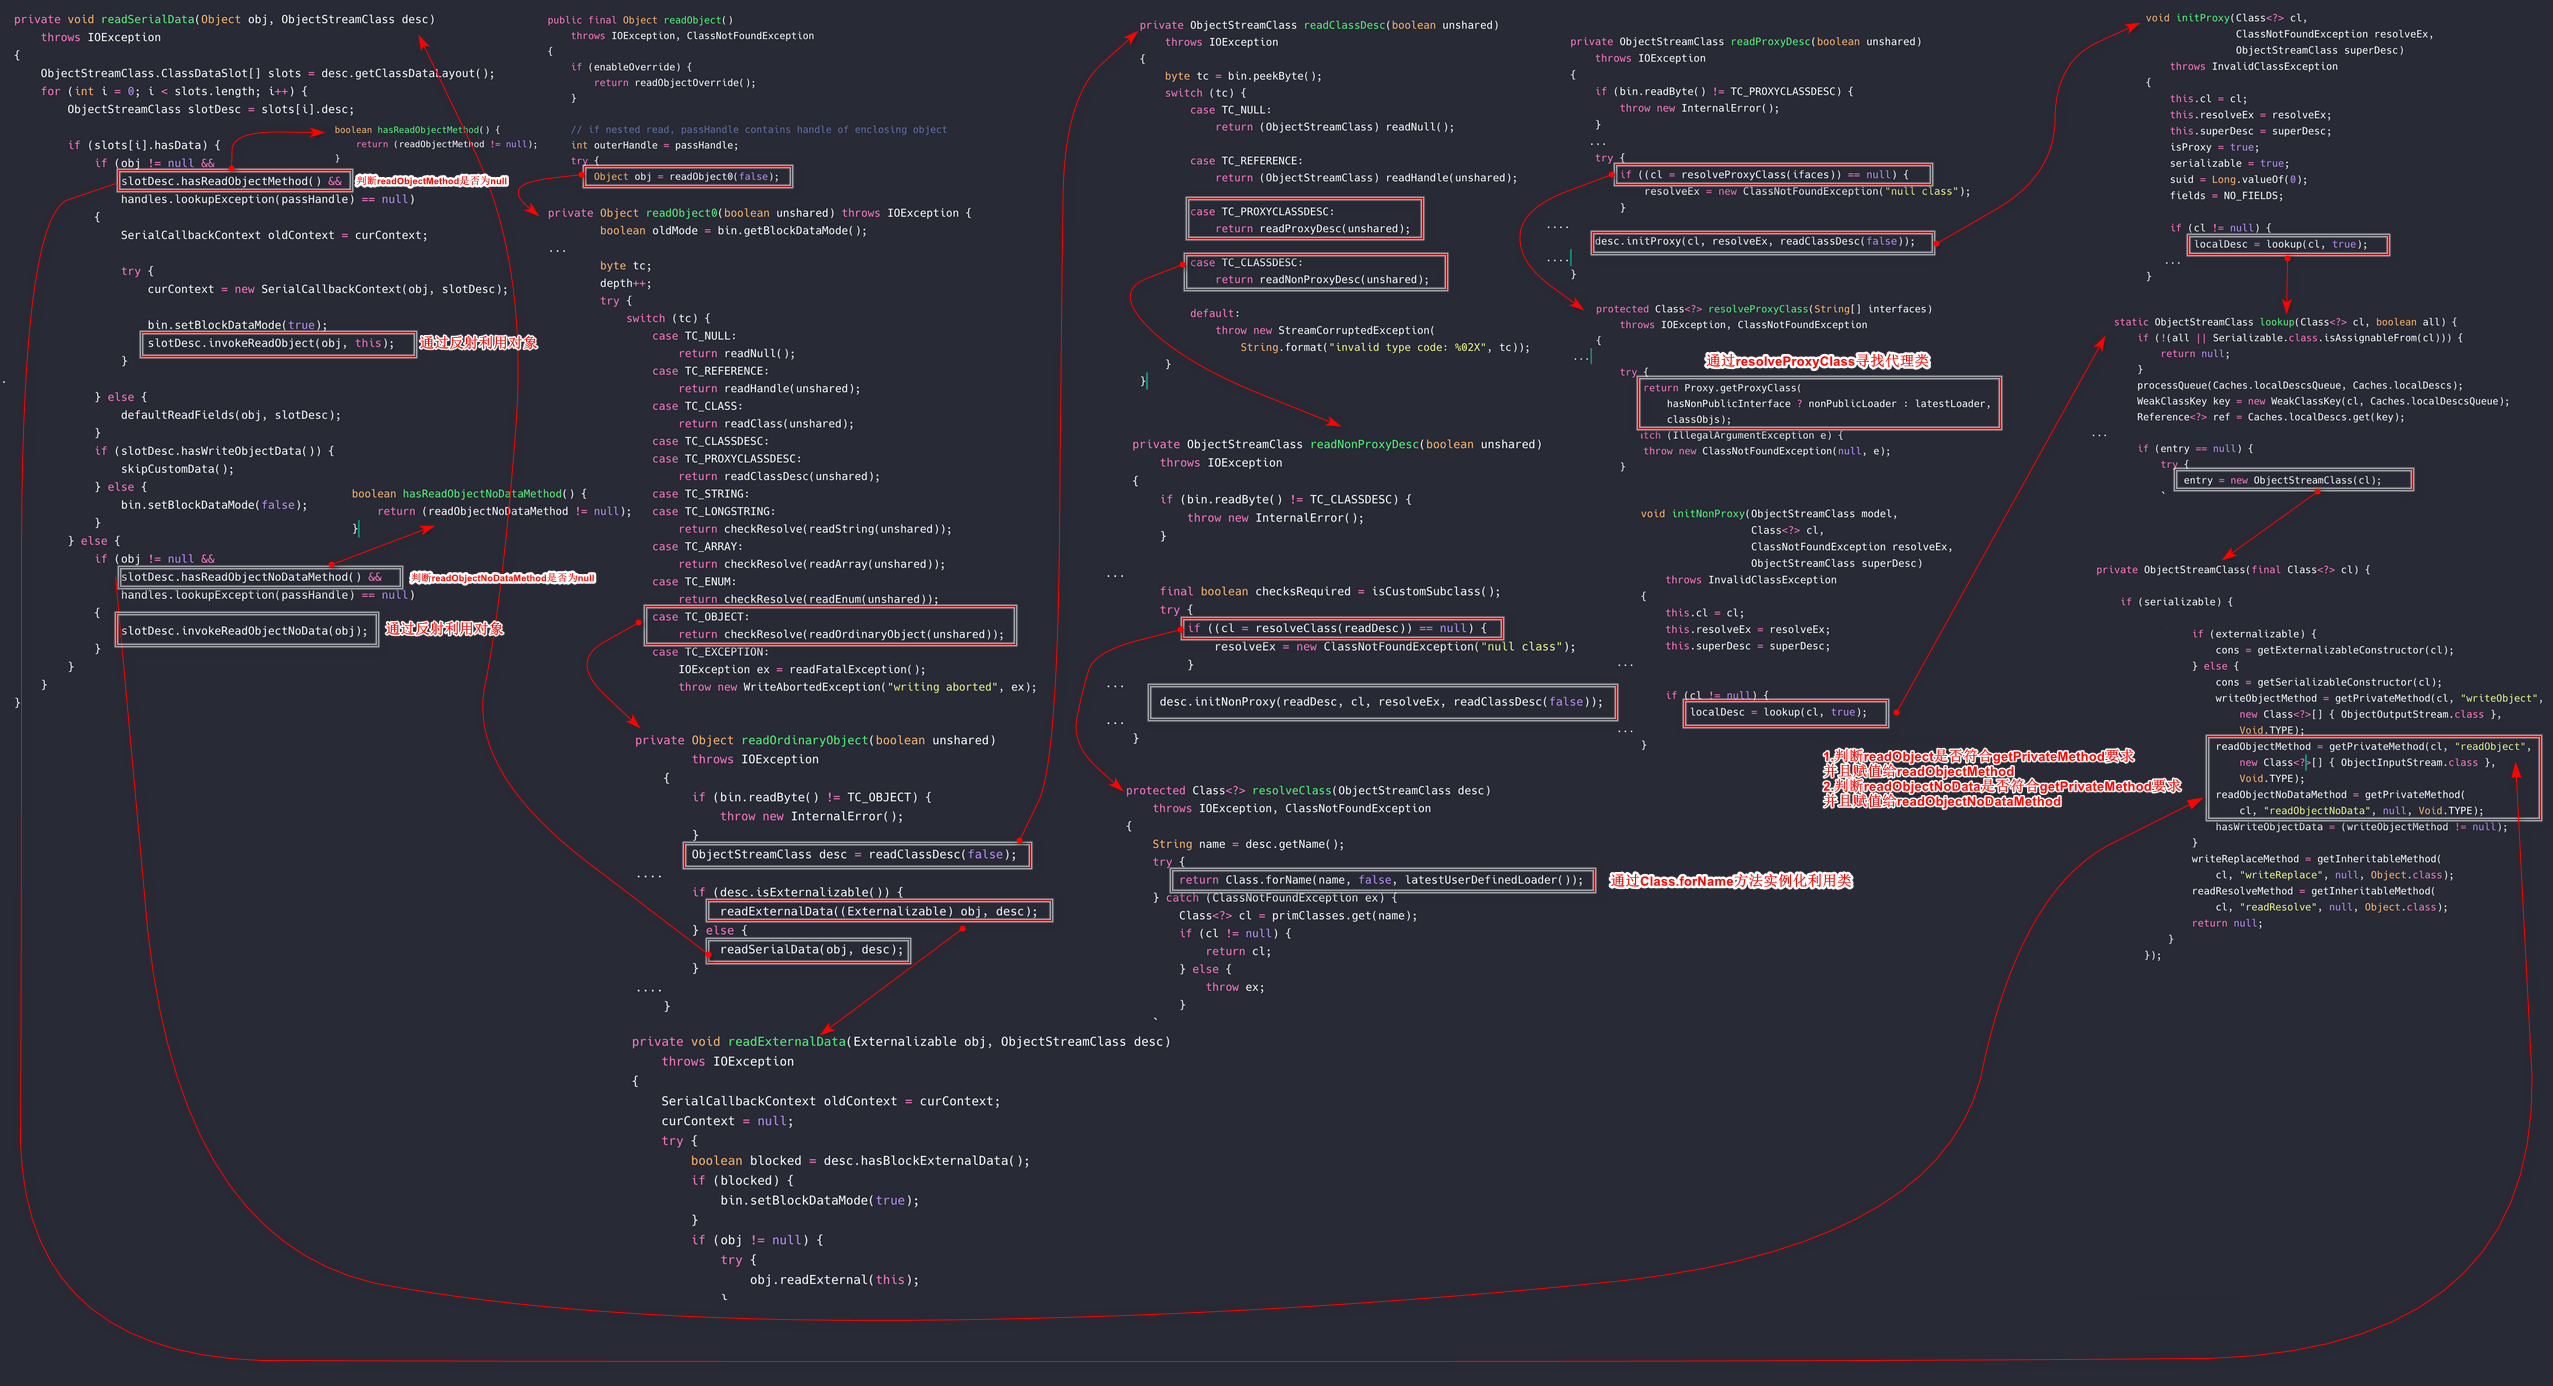 private void readSerialData(Object obj, ObjectStreamClass desc)
throws IOException
{
ObjectStreamClass.ClassDataSlot[] slots = desc.getClassDataLayout();
for (int i = 0; i < slots.length; i++) {
ObjectStreamClass slotDesc = slots[i].desc;
if (slots[i].hasData) {
if (obj != null &&
slotDesc.hasReadObjectMethod() &&
判断readObjectMethod是否为null
handles.lookupException(passHandle) == null)
{
SerialCallbackContext oldContext = curContext;
try {
curContext = new SerialCallbackContext(obj, slotDesc);
bin.setBlockDataMode(true);
slotDesc.invokeReadObject(obj, this);
通过反射利用对象
}
.
} else {
defaultReadFields(obj, slotDesc);
}
if (slotDesc.hasWriteObjectData()) {
skipCustomData();
} else {
bin.setBlockDataMode(false);
}
} else {
if (obj != null &&
slotDesc.hasReadObjectNoDataMethod() &&
判断readObjectNoDataMethod是否为null
handles.lookupException(passHandle) == null)
{
slotDesc.invokeReadObjectNoData(obj);
通过反射利用对象
}
}
}
}
boolean hasReadObjectMethod() {
return (readObjectMethod != null);
}
boolean hasReadObjectNoDataMethod() {
return (readObjectNoDataMethod != null);
}
public final Object readObject()
throws IOException, ClassNotFoundException
{
if (enableOverride) {
return readObjectOverride();
}
// if nested read, passHandle contains handle of enclosing object
int outerHandle = passHandle;
try {
Object obj = readObject0(false);
private Object readObject0(boolean unshared) throws IOException {
boolean oldMode = bin.getBlockDataMode();
...
byte tc;
depth++;
try {
switch (tc) {
case TC_NULL:
return readNull();
case TC_REFERENCE:
return readHandle(unshared);
case TC_CLASS:
return readClass(unshared);
case TC_CLASSDESC:
case TC_PROXYCLASSDESC:
return readClassDesc(unshared);
case TC_STRING:
case TC_LONGSTRING:
return checkResolve(readString(unshared));
case TC_ARRAY:
return checkResolve(readArray(unshared));
case TC_ENUM:
return checkResolve(readEnum(unshared));
case TC_OBJECT:
return checkResolve(readOrdinaryObject(unshared));
case TC_EXCEPTION:
IOException ex = readFatalException();
throw new WriteAbortedException("writing aborted", ex);
private Object readOrdinaryObject(boolean unshared)
throws IOException
{
if (bin.readByte() != TC_OBJECT) {
throw new InternalError();
}
ObjectStreamClass desc = readClassDesc(false);
....
if (desc.isExternalizable()) {
readExternalData((Externalizable) obj, desc);
} else {
readSerialData(obj, desc);
}
....
}
private void readExternalData(Externalizable obj, ObjectStreamClass desc)
throws IOException
{
SerialCallbackContext oldContext = curContext;
curContext = null;
try {
boolean blocked = desc.hasBlockExternalData();
if (blocked) {
bin.setBlockDataMode(true);
}
if (obj != null) {
try {
obj.readExternal(this);
}
private ObjectStreamClass readClassDesc(boolean unshared)
throws IOException
{
byte tc = bin.peekByte();
switch (tc) {
case TC_NULL:
return (ObjectStreamClass) readNull();
case TC_REFERENCE:
return (ObjectStreamClass) readHandle(unshared);
case TC_PROXYCLASSDESC:
return readProxyDesc(unshared);
case TC_CLASSDESC:
return readNonProxyDesc(unshared);
default:
throw new StreamCorruptedException(
String.format("invalid type code: %02X", tc));
}
}
private ObjectStreamClass readNonProxyDesc(boolean unshared)
throws IOException
{
if (bin.readByte() != TC_CLASSDESC) {
throw new InternalError();
}
...
final boolean checksRequired = isCustomSubclass();
try {
if ((cl = resolveClass(readDesc)) == null) {
resolveEx = new ClassNotFoundException("null class");
}
...
desc.initNonProxy(readDesc, cl, resolveEx, readClassDesc(false));
...
}
protected Class<?> resolveClass(ObjectStreamClass desc)
throws IOException, ClassNotFoundException
{
String name = desc.getName();
try {
return Class.forName(name, false, latestUserDefinedLoader());
通过Class.forName方法实例化利用类
} catch (ClassNotFoundException ex) {
Class<?> cl = primClasses.get(name);
if (cl != null) {
return cl;
} else {
throw ex;
}
private ObjectStreamClass readProxyDesc(boolean unshared)
throws IOException
{
if (bin.readByte() != TC_PROXYCLASSDESC) {
throw new InternalError();
}
...
try {
if ((cl = resolveProxyClass(ifaces)) == null) {
resolveEx = new ClassNotFoundException("null class");
}
....
desc.initProxy(cl, resolveEx, readClassDesc(false));
....
}
protected Class<?> resolveProxyClass(String[] interfaces)
throws IOException, ClassNotFoundException
{
...
通过resolveProxyClass寻找代理类
try {
return Proxy.getProxyClass(
hasNonPublicInterface ? nonPublicLoader : latestLoader,
classObjs);
itch (IllegalArgumentException e) {
throw new ClassNotFoundException(null, e);
}
void initNonProxy(ObjectStreamClass model,
Class<?> cl,
ClassNotFoundException resolveEx,
ObjectStreamClass superDesc)
throws InvalidClassException
{
this.cl = cl;
this.resolveEx = resolveEx;
this.superDesc = superDesc;
...
if (cl != null) {
localDesc = lookup(cl, true);
...
}
1.判断readObject是否符合getPrivateMethod要求
并且赋值给readObjectMethod
2.判断readObjectNoData是否符合getPrivateMethod要求
并且赋值给readObjectNoDataMethod
void initProxy(Class<?> cl,
ClassNotFoundException resolveEx,
ObjectStreamClass superDesc)
throws InvalidClassException
{
this.cl = cl;
this.resolveEx = resolveEx;
this.superDesc = superDesc;
isProxy = true;
serializable = true;
suid = Long.valueOf(0);
fields = NO_FIELDS;
if (cl != null) {
localDesc = lookup(cl, true);
...
}
static ObjectStreamClass lookup(Class<?> cl, boolean all) {
if (!(all || Serializable.class.isAssignableFrom(cl))) {
return null;
}
processQueue(Caches.localDescsQueue, Caches.localDescs);
WeakClassKey key = new WeakClassKey(cl, Caches.localDescsQueue);
Reference<?> ref = Caches.localDescs.get(key);
...
if (entry == null) {
try {
entry = new ObjectStreamClass(cl);
private ObjectStreamClass(final Class<?> cl) {
if (serializable) {
if (externalizable) {
cons = getExternalizableConstructor(cl);
} else {
cons = getSerializableConstructor(cl);
writeObjectMethod = getPrivateMethod(cl, "writeObject",
new Class<?>[] { ObjectOutputStream.class },
Void.TYPE);
readObjectMethod = getPrivateMethod(cl, "readObject",
new Class<?>[] { ObjectInputStream.class },
Void.TYPE);
readObjectNoDataMethod = getPrivateMethod(
cl, "readObjectNoData", null, Void.TYPE);
hasWriteObjectData = (writeObjectMethod != null);
}
writeReplaceMethod = getInheritableMethod(
cl, "writeReplace", null, Object.class);
readResolveMethod = getInheritableMethod(
cl, "readResolve", null, Object.class);
return null;
}
});